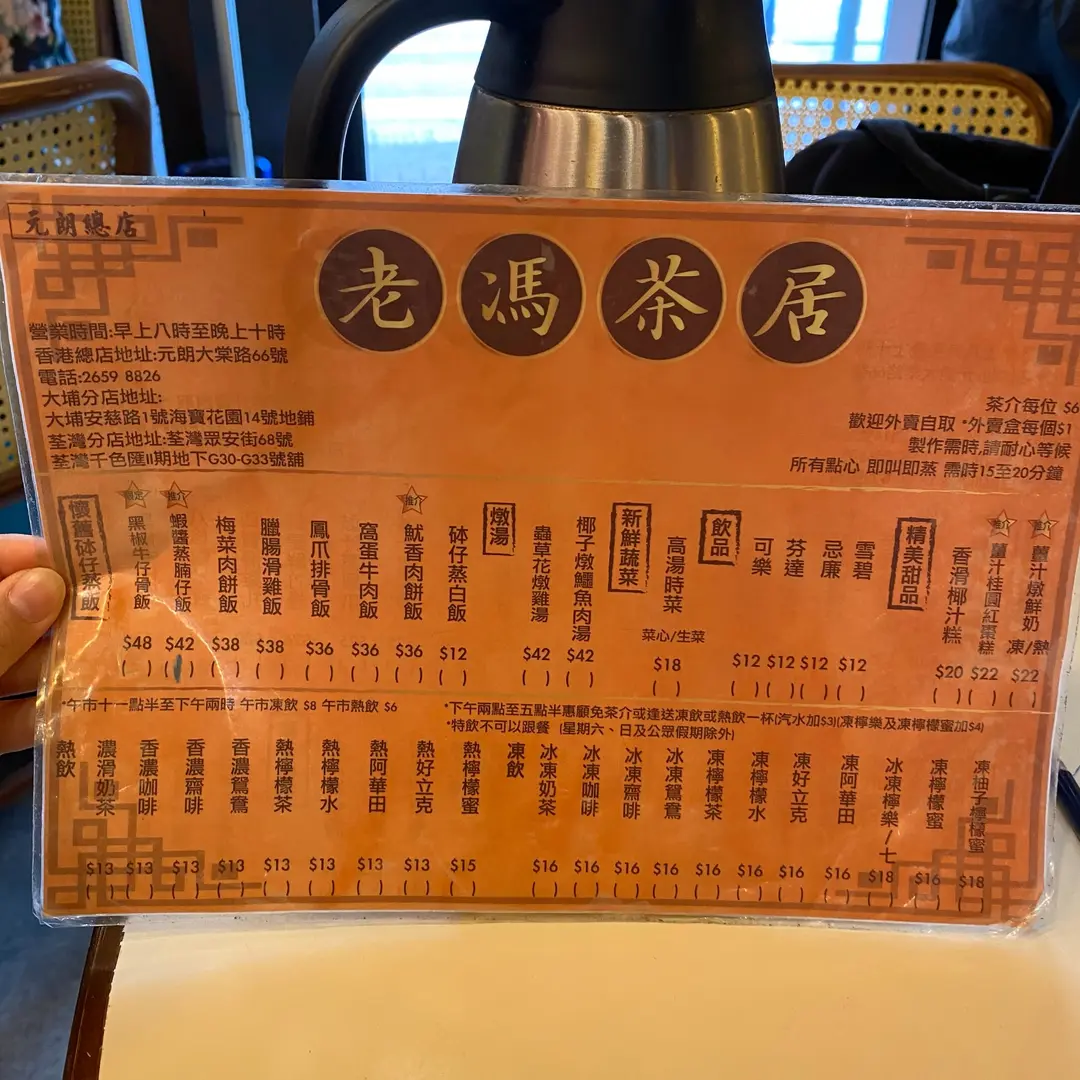 元朗總店
老馮茶居
營業時間:早上八時至晚上十時
香港總店地址:元朗大棠路66號
電話:2659 8826
大埔分店地址:
大埔安慈路1號海寶花園14號地鋪
荃灣分店地址:荃灣眾安街68號
荃灣千色匯II期地下G30-G33號舖
茶介每位 $6
歡迎外賣自取 *外賣盒每個$1
製作需時,請耐心等候
所有點心 即叫即蒸 需時15至20分鐘
懷舊砵仔蒸飯
黑椒牛仔骨飯 $48 ( )
推介
蝦醬蒸腩仔飯 $42 ( )
梅菜肉餅飯 $38 ( )
臘腸滑雞飯 $38 ( )
鳳爪排骨飯 $36 ( )
窩蛋牛肉飯 $36 ( )
推介
魷香肉餅飯 $36 ( )
砵仔蒸白飯 $12 ( )
燉湯
蟲草花燉雞湯 $42 ( )
椰子燉鱷魚肉湯 $42 ( )
新鮮蔬菜
高湯時菜
菜心/生菜
$18 ( )
飲品
可樂 $12 ( )
芬達 $12 ( )
忌廉 $12 ( )
雪碧 $12 ( )
精美甜品
香滑椰汁糕 $20 ( )
推介
薑汁桂圓紅棗糕 $22 ( )
推介
薑汁燉鮮奶 凍/熱 $22 ( )
*午市十一點半至下午兩時 午市凍飲 $8 午市熱飲 $6
*下午兩點至五點半惠顧免茶介或逢送凍飲或熱飲一杯(汽水加$3)(凍檸樂及凍檸檬蜜加$4)
*特飲不可以跟餐 (星期六、日及公眾假期除外)
熱飲
濃滑奶茶 $13 ( )
香濃咖啡 $13 ( )
香濃齋啡 $13 ( )
香濃鴛鴦 $13 ( )
熱檸檬茶 $13 ( )
熱檸檬水 $13 ( )
熱阿華田 $13 ( )
熱好立克 $13 ( )
熱檸檬蜜 $15 ( )
凍飲
冰凍奶茶 $16 ( )
冰凍咖啡 $16 ( )
冰凍齋啡 $16 ( )
冰凍鴛鴦 $16 ( )
凍檸檬茶 $16 ( )
凍檸檬水 $16 ( )
凍好立克 $16 ( )
凍阿華田 $16 ( )
冰凍檸樂/七 $18 ( )
凍檸檬蜜 $16 ( )
凍柚子檸檬蜜 $18 ( )